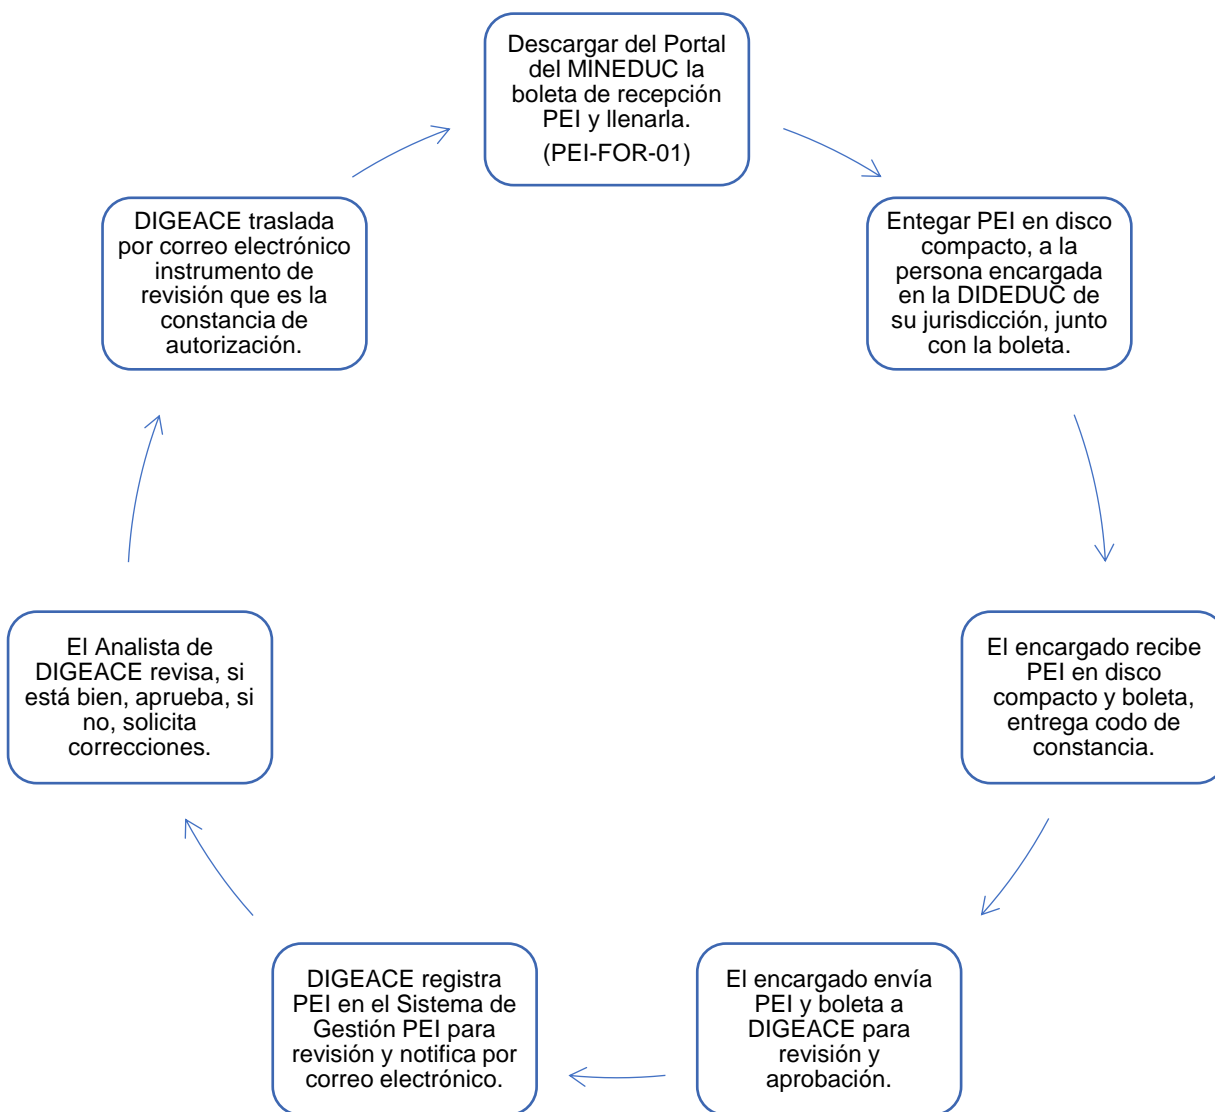 Descargar del Portal
del MINEDUC la
boleta de recepción
PEI y llenarla.
(PEI-FOR-01)
Entegar PEI en disco
compacto, a la
persona encargada
en la DIDEDUC de
su jurisdicción, junto
con la boleta.
El encargado recibe
PEI en disco
compacto y boleta,
entrega codo de
constancia.
El encargado envía
PEI y boleta a
DIGEACE para
revisión y
aprobación.
DIGEACE registra
PEI en el Sistema de
Gestión PEI para
revisión y notifica por
correo electrónico.
El Analista de
DIGEACE revisa, si
está bien, aprueba, si
no, solicita
correcciones.
DIGEACE traslada
por correo electrónico
instrumento de
revisión que es la
constancia de
autorización.